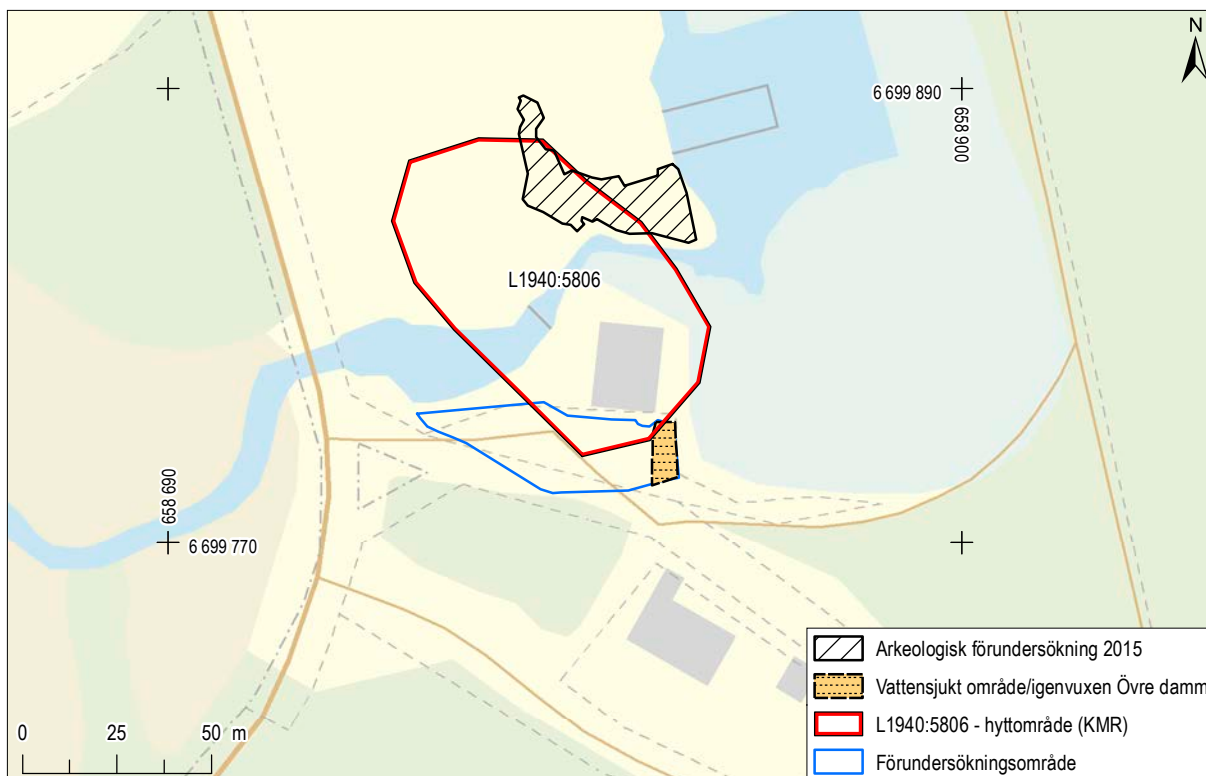 N
6 699 890
658 900
L1940:5806
658 690
6 699 770
Arkeologisk förundersökning 2015
Vattensjukt område/igenvuxen Övre damm
L1940:5806 - hyttområde (KMR)
Förundersökningsområde
0 25 50 m